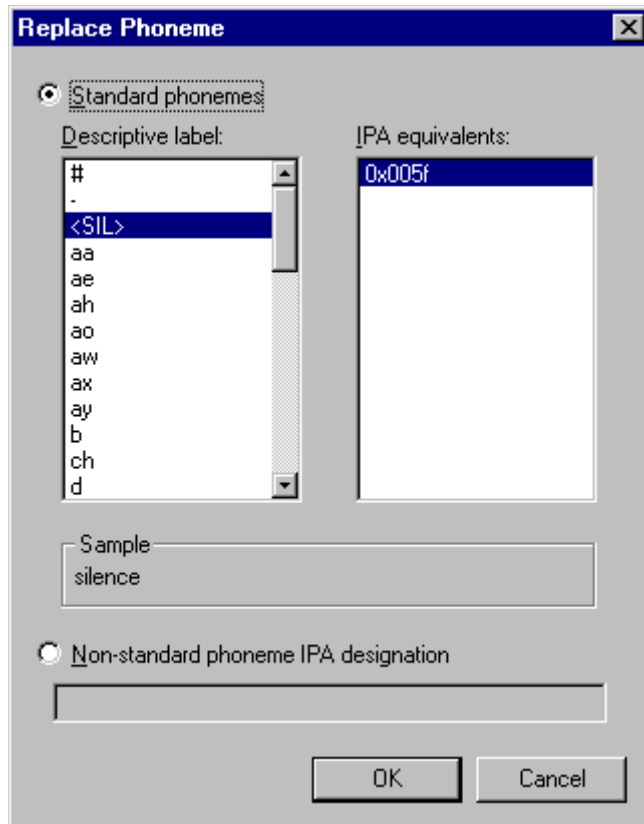 Replace Phoneme
Standard phonemes
Descriptive label: IPA equivalents:
# 0x005f
-
<SIL>
aa
ae
ah
ao
aw
ax
ay
b
ch
d
Sample
silence
Non-standard phoneme IPA designation
OK Cancel